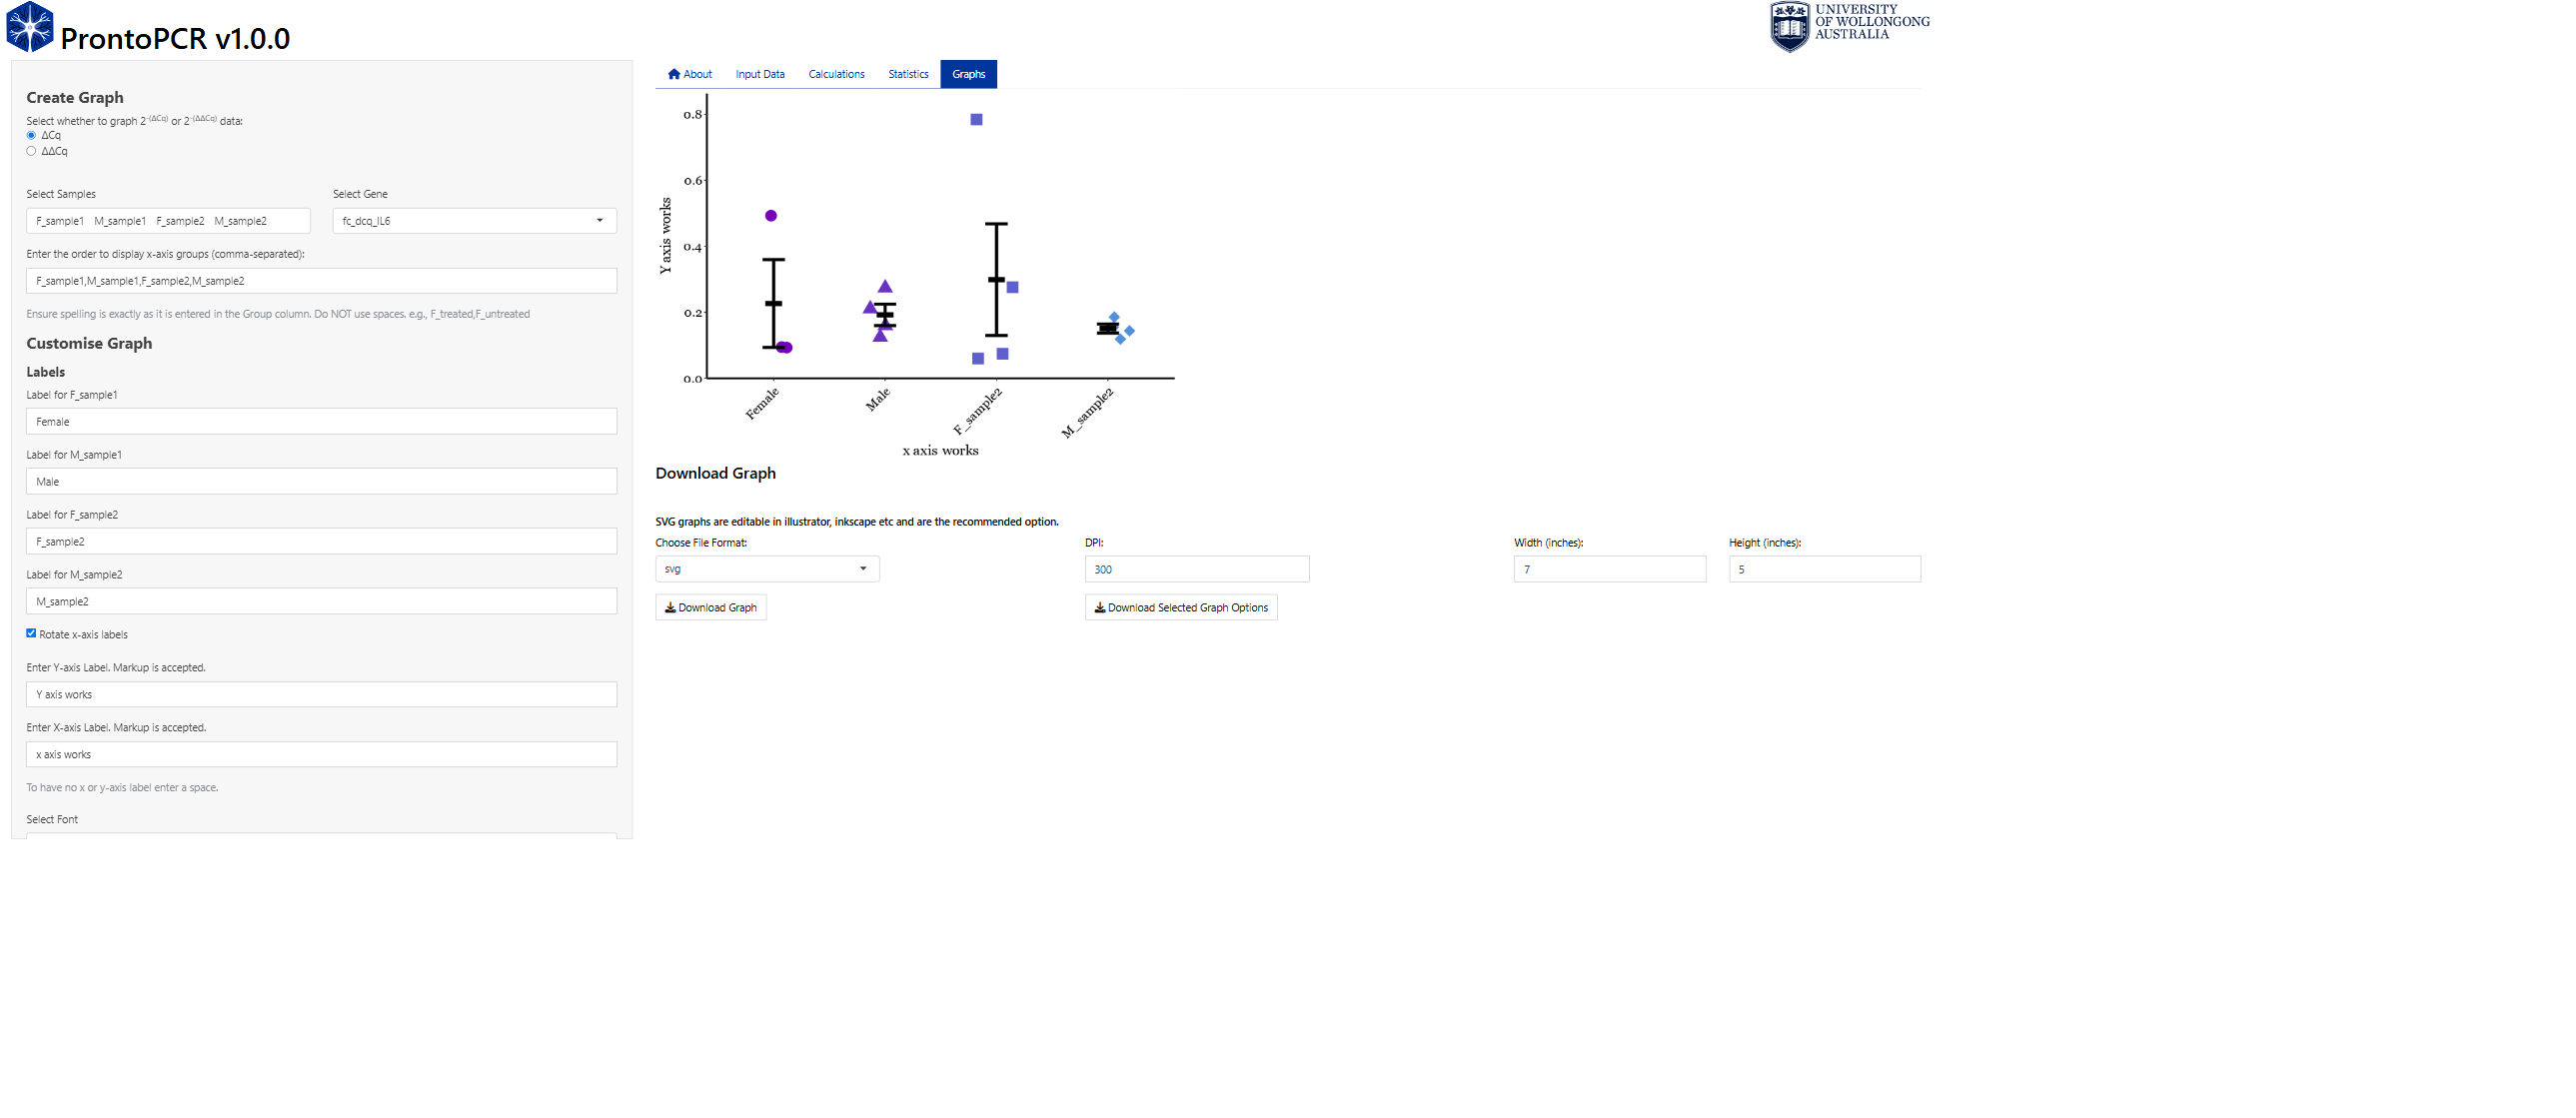 ProntoPCR v1.0.0
UNIVERSITY
OF WOLLONGONG
AUSTRALIA
Create Graph
Select whether to graph 2^-(ΔCq) or 2^-(ΔΔCq) data:
ΔCq
ΔΔCq
Select Samples Select Gene
F_sample1 M_sample1 F_sample2 M_sample2 fc_dcq_IL6
Enter the order to display x-axis groups (comma-separated):
F_sample1,M_sample1,F_sample2,M_sample2
Ensure spelling is exactly as it is entered in the Group column. Do NOT use spaces. e.g., F_treated,F_untreated
Customise Graph
Labels
Label for F_sample1
Female
Label for M_sample1
Male
Label for F_sample2
F_sample2
Label for M_sample2
M_sample2
Rotate x-axis labels
Enter Y-axis Label. Markup is accepted.
Y axis works
Enter X-axis Label. Markup is accepted.
x axis works
To have no x or y-axis label enter a space.
Select Font
About Input Data Calculations Statistics Graphs
Y axis works
0.8
0.6
0.4
0.2
0.0
Female Male F_sample2 M_sample2
x axis works
Download Graph
SVG graphs are editable in illustrator, inkscape etc and are the recommended option.
Choose File Format: DPI: Width (inches): Height (inches):
svg 300 7 5
Download Graph Download Selected Graph Options